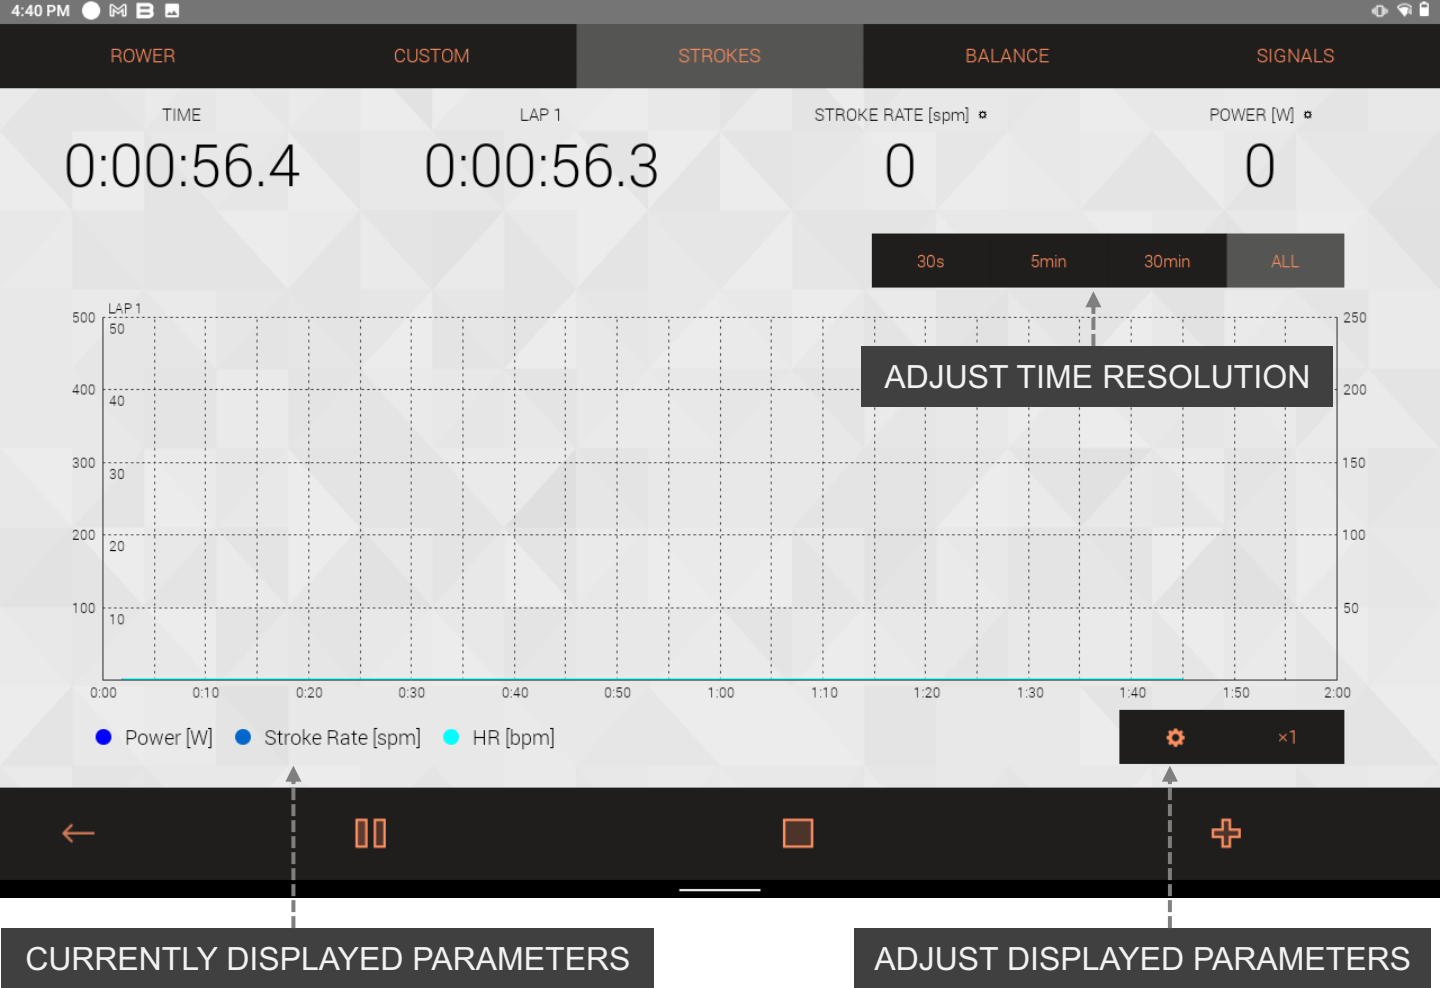 4:40 PM
ROWER CUSTOM STROKES BALANCE SIGNALS
TIME LAP 1 STROKE RATE [spm] POWER [W]
0:00:56.4 0:00:56.3 0 0
30s 5min 30min ALL
LAP 1
500 50 250
ADJUST TIME RESOLUTION
400 40 200
300 30 150
200 20 100
100 10 50
0:00 0:10 0:20 0:30 0:40 0:50 1:00 1:10 1:20 1:30 1:40 1:50 2:00
Power [W] Stroke Rate [spm] HR [bpm] ×1
CURRENTLY DISPLAYED PARAMETERS ADJUST DISPLAYED PARAMETERS